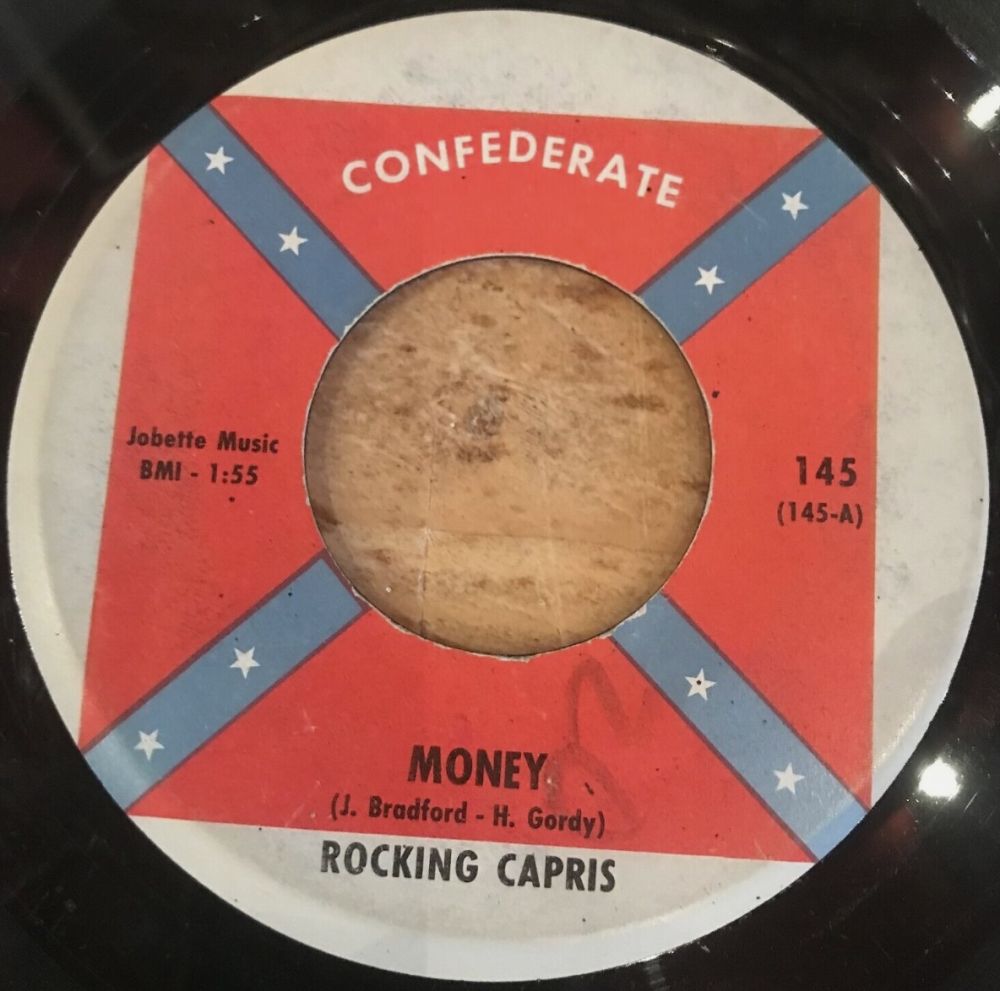 CONFEDERATE
Jobette Music
BMI - 1:55
145
(145-A)
MONEY
(J. Bradford - H. Gordy)
ROCKING CAPRIS